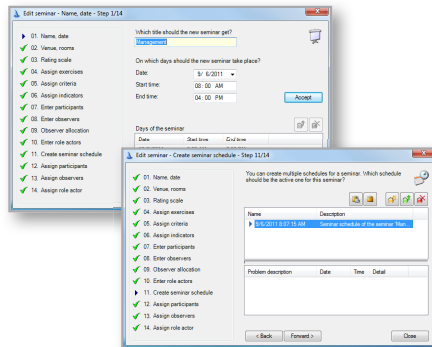 Edit seminar - Name, date - Step 1/14
01. Name, date
02. Venue, rooms
03. Rating scale
04. Assign exercises
05. Assign criteria
06. Assign indicators
07. Enter participants
08. Enter observers
09. Observer allocation
10. Enter role actors
11. Create seminar schedule
12. Assign participants
13. Assign observers
14. Assign role actor
Which title should the new seminar get?
Management
On which days should the new seminar take place?
Date: 9/ 6/2011
Start time: 08:00 AM
End time: 04:00 PM
Accept
Days of the seminar
Date Start time End time
Edit seminar - Create seminar schedule - Step 11/14
01. Name, date
02. Venue, rooms
03. Rating scale
04. Assign exercises
05. Assign criteria
06. Assign indicators
07. Enter participants
08. Enter observers
09. Observer allocation
10. Enter role actors
11. Create seminar schedule
12. Assign participants
13. Assign observers
14. Assign role actor
You can create multiple schedules for a seminar. Which schedule
should be the active one for this seminar?
Name Description
9/6/2011 8:07:15 AM Seminar schedule of the seminar 'Man...
Problem description Date Time Detail
< Back Forward > Close